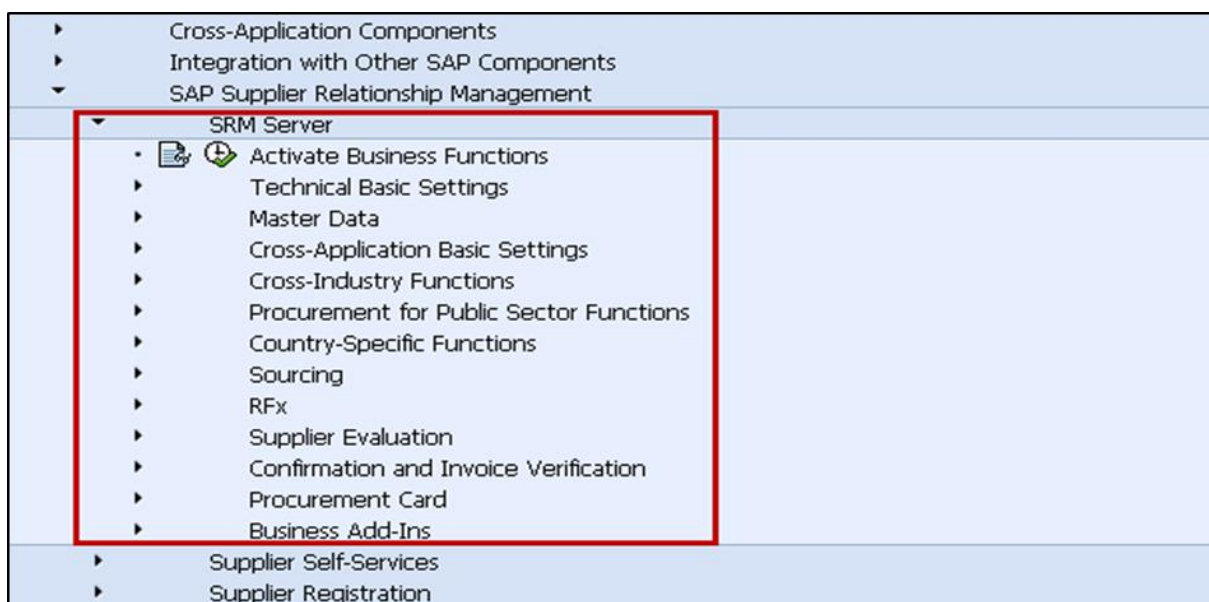 Cross-Application Components
Integration with Other SAP Components
SAP Supplier Relationship Management
SRM Server
Activate Business Functions
Technical Basic Settings
Master Data
Cross-Application Basic Settings
Cross-Industry Functions
Procurement for Public Sector Functions
Country-Specific Functions
Sourcing
RFx
Supplier Evaluation
Confirmation and Invoice Verification
Procurement Card
Business Add-Ins
Supplier Self-Services
Supplier Registration